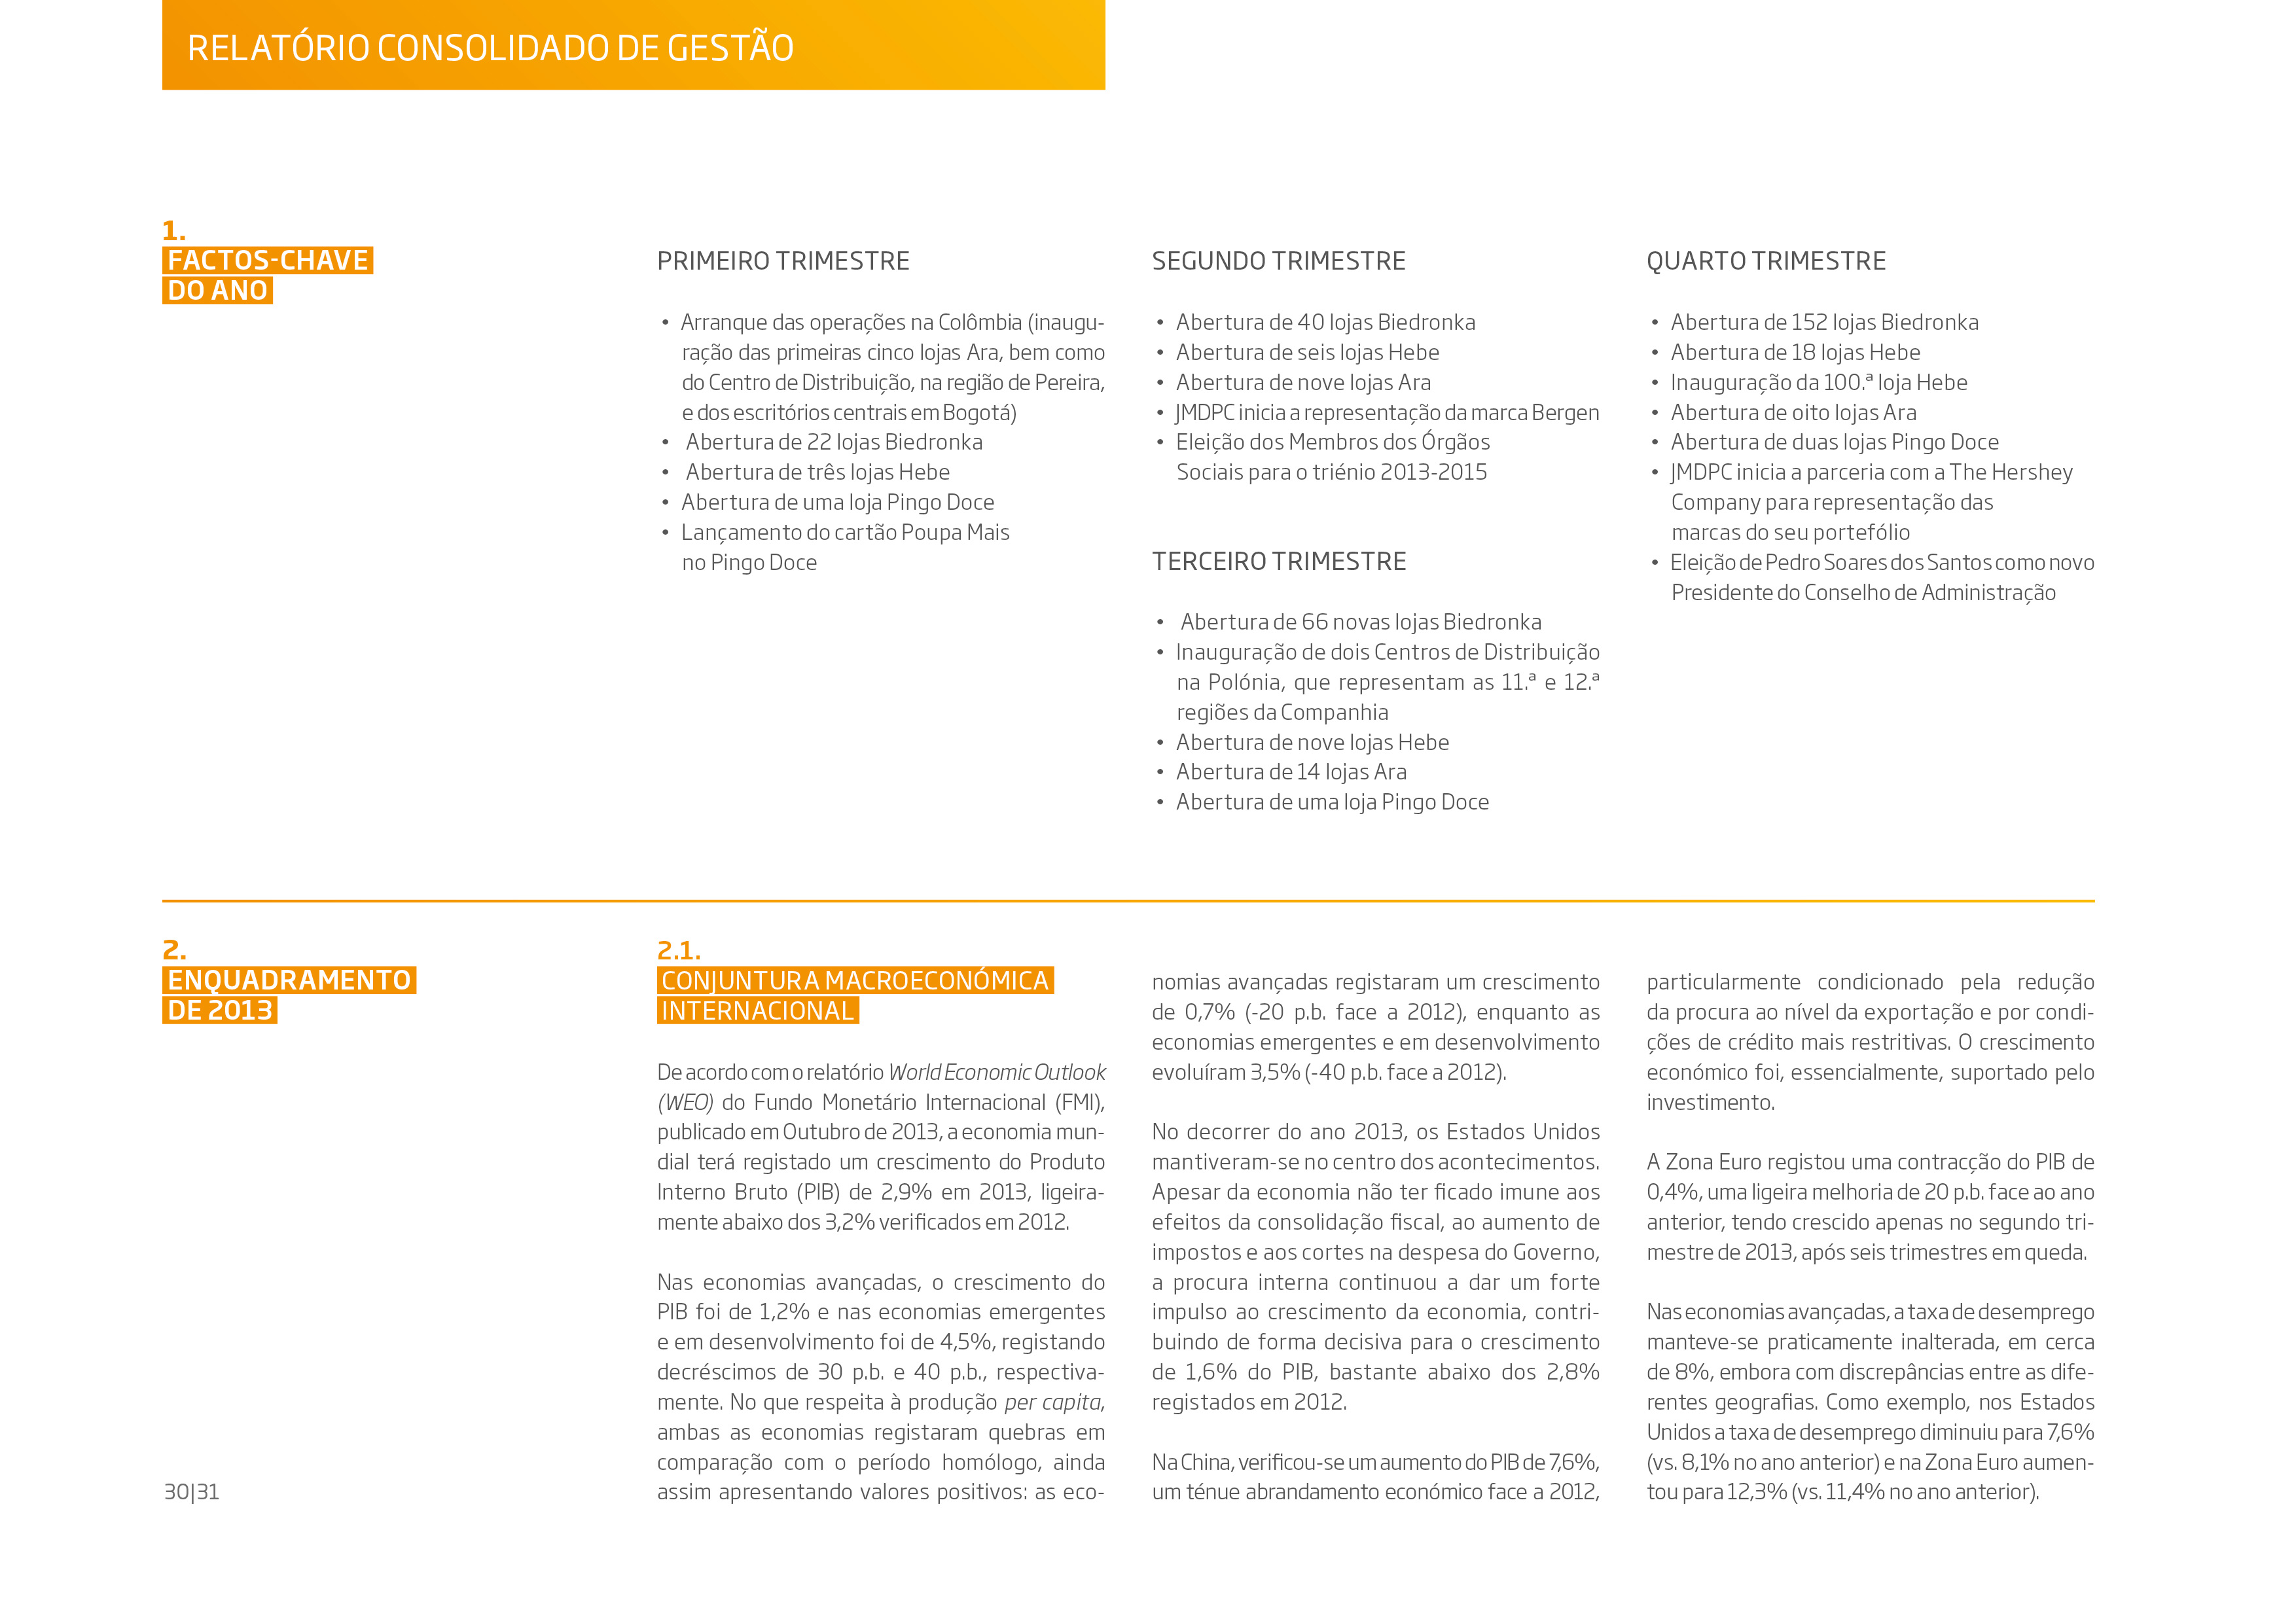 RELATÓRIO CONSOLIDADO DE GESTÃO
1.
FACTOS-CHAVE
DO ANO
PRIMEIRO TRIMESTRE
• Arranque das operações na Colômbia (inaugu-
ração das primeiras cinco lojas Ara, bem como
do Centro de Distribuição, na região de Pereira,
e dos escritórios centrais em Bogotá)
• Abertura de 22 lojas Biedronka
• Abertura de três lojas Hebe
• Abertura de uma loja Pingo Doce
• Lançamento do cartão Poupa Mais
no Pingo Doce
SEGUNDO TRIMESTRE
• Abertura de 40 lojas Biedronka
• Abertura de seis lojas Hebe
• Abertura de nove lojas Ara
• JMDPC inicia a representação da marca Bergen
• Eleição dos Membros dos Órgãos
Sociais para o triénio 2013-2015
TERCEIRO TRIMESTRE
• Abertura de 66 novas lojas Biedronka
• Inauguração de dois Centros de Distribuição
na Polónia, que representam as 11.ª e 12.ª
regiões da Companhia
• Abertura de nove lojas Hebe
• Abertura de 14 lojas Ara
• Abertura de uma loja Pingo Doce
QUARTO TRIMESTRE
• Abertura de 152 lojas Biedronka
• Abertura de 18 lojas Hebe
• Inauguração da 100.ª loja Hebe
• Abertura de oito lojas Ara
• Abertura de duas lojas Pingo Doce
• JMDPC inicia a parceria com a The Hershey
Company para representação das
marcas do seu portefólio
• Eleição de Pedro Soares dos Santos como novo
Presidente do Conselho de Administração
2.
ENQUADRAMENTO
DE 2013
2.1.
CONJUNTURA MACROECONÓMICA
INTERNACIONAL
De acordo com o relatório World Economic Outlook
(WEO) do Fundo Monetário Internacional (FMI),
publicado em Outubro de 2013, a economia mun-
dial terá registado um crescimento do Produto
Interno Bruto (PIB) de 2,9% em 2013, ligeira-
mente abaixo dos 3,2% verificados em 2012.
Nas economias avançadas, o crescimento do
PIB foi de 1,2% e nas economias emergentes
e em desenvolvimento foi de 4,5%, registando
decréscimos de 30 p.b. e 40 p.b., respectiva-
mente. No que respeita à produção per capita,
ambas as economias registaram quebras em
comparação com o período homólogo, ainda
assim apresentando valores positivos: as eco-
nomias avançadas registaram um crescimento
de 0,7% (-20 p.b. face a 2012), enquanto as
economias emergentes e em desenvolvimento
evoluíram 3,5% (-40 p.b. face a 2012).
No decorrer do ano 2013, os Estados Unidos
mantiveram-se no centro dos acontecimentos.
Apesar da economia não ter ficado imune aos
efeitos da consolidação fiscal, ao aumento de
impostos e aos cortes na despesa do Governo,
a procura interna continuou a dar um forte
impulso ao crescimento da economia, contri-
buindo de forma decisiva para o crescimento
de 1,6% do PIB, bastante abaixo dos 2,8%
registados em 2012.
Na China, verificou-se um aumento do PIB de 7,6%,
um ténue abrandamento económico face a 2012,
particularmente condicionado pela redução
da procura ao nível da exportação e por condi-
ções de crédito mais restritivas. O crescimento
económico foi, essencialmente, suportado pelo
investimento.
A Zona Euro registou uma contracção do PIB de
0,4%, uma ligeira melhoria de 20 p.b. face ao ano
anterior, tendo crescido apenas no segundo tri-
mestre de 2013, após seis trimestres em queda.
Nas economias avançadas, a taxa de desemprego
manteve-se praticamente inalterada, em cerca
de 8%, embora com discrepâncias entre as dife-
rentes geografias. Como exemplo, nos Estados
Unidos a taxa de desemprego diminuiu para 7,6%
(vs. 8,1% no ano anterior) e na Zona Euro aumen-
tou para 12,3% (vs. 11,4% no ano anterior).
30|31